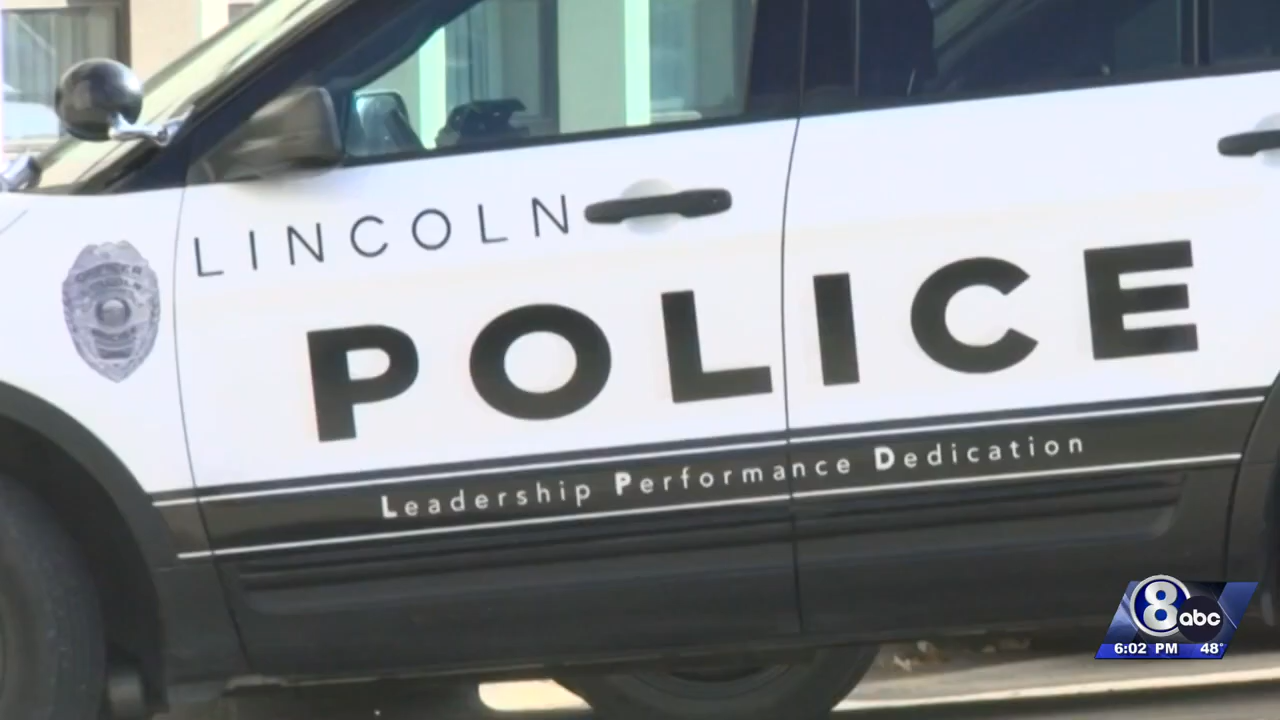 LINCOLN
POLICE
Leadership Performance Dedication
8 abc
6:02 PM 48°